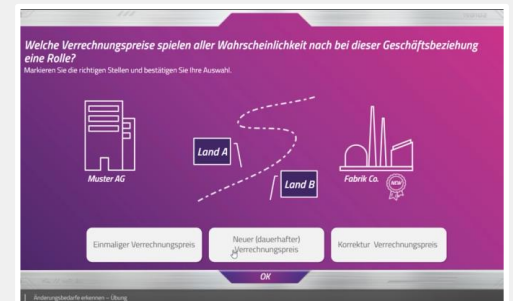 Welche Verrechnungspreise spielen aller Wahrscheinlichkeit nach bei dieser Geschäftsbeziehung
eine Rolle?
Markieren Sie die richtigen Stellen und bestätigen Sie Ihre Auswahl.
Land A
Land B
Muster AG
Fabrik Co.
NEW
Einmaliger Verrechnungspreis
Neuer (dauerhafter)
Verrechnungspreis
Korrektur Verrechnungspreis
OK
Änderungsbedarfe erkennen – Übung